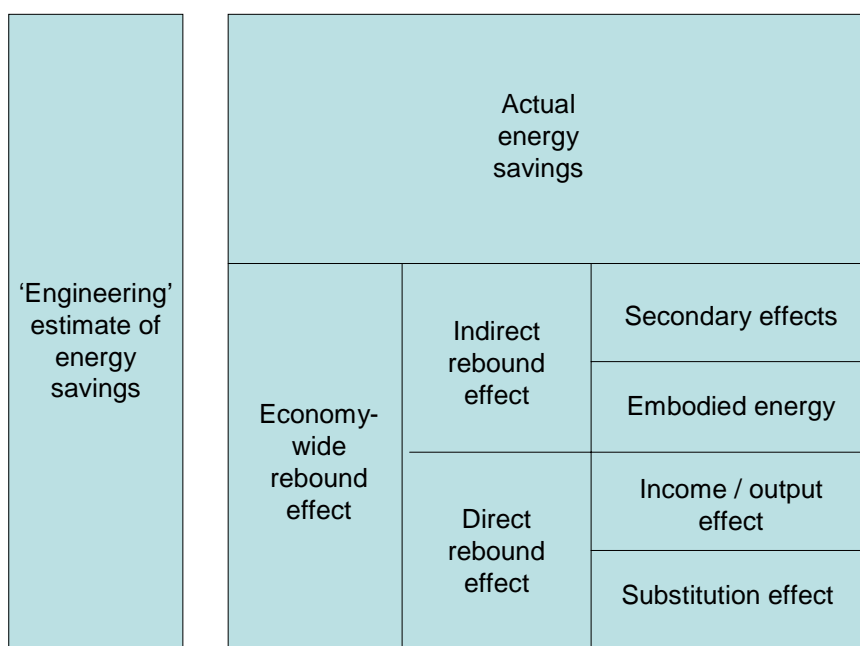 ‘Engineering’
estimate of
energy
savings
Actual
energy
savings
Economy-
wide
rebound
effect
Indirect
rebound
effect
Direct
rebound
effect
Secondary effects
Embodied energy
Income / output
effect
Substitution effect